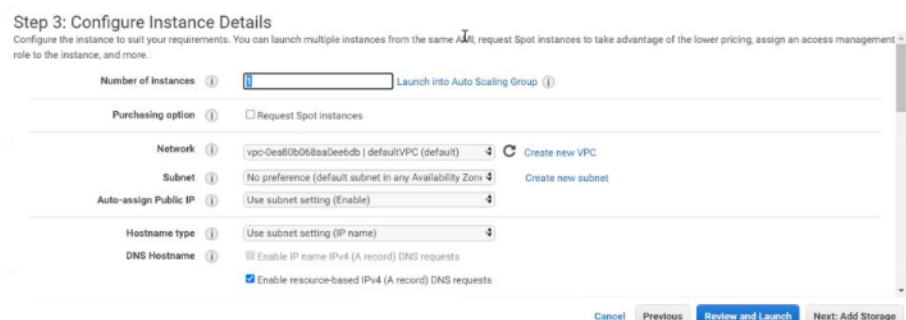 Step 3: Configure Instance Details
Configure the instance to suit your requirements. You can launch multiple instances from the same AMI, request Spot instances to take advantage of the lower pricing, assign an access management
role to the instance, and more.
Number of instances 1 Launch into Auto Scaling Group
Purchasing option Request Spot instances
Network vpc-0ea80b068aa0ee6db | defaultVPC (default) Create new VPC
Subnet No preference (default subnet in any Availability Zone Create new subnet
Auto-assign Public IP Use subnet setting (Enable)
Hostname type Use subnet setting (IP name)
DNS Hostname Enable IP name IPv4 (A record) DNS requests
Enable resource-based IPv4 (A record) DNS requests
Cancel Previous Review and Launch Next: Add Storage